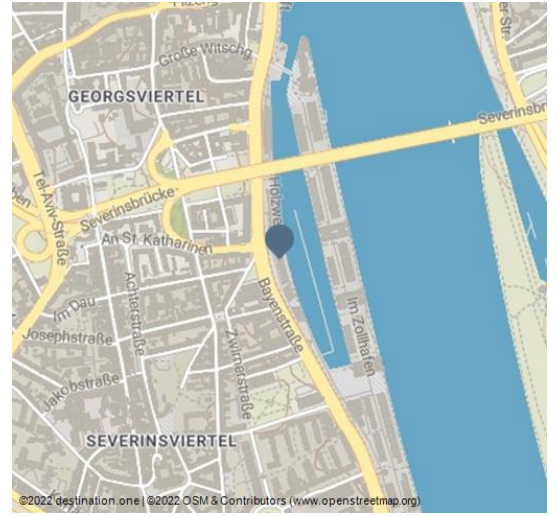 Große Witschg
GEORGSVIERTEL
Severinsbrü
Tel-Aviv-Straße
Severinsbrücke
Holzwe
An St. Katharinen
Im Dau
Achterstraße
Bayenstraße
Im Zollhafen
Josephstraße
Zwirnerstraße
Jakobstraße
SEVERINSVIERTEL
©2022 destination.one | ©2022 OSM & Contributors (www.openstreetmap.org)